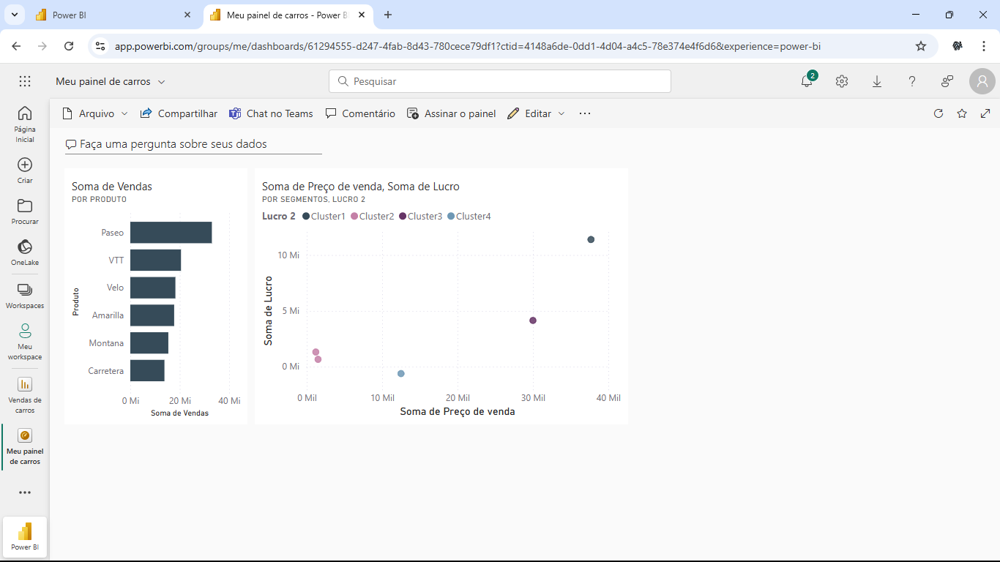 Power BI
Meu painel de carros - Power B
app.powerbi.com/groups/me/dashboards/61294555-d247-4fab-8d43-780cece79df1?ctid=4148a6de-0dd1-4d04-a4c5-78e374e4f6d6&experience=power-bi
Meu painel de carros
Pesquisar
2
Página
Inicial
Criar
Procurar
OneLake
Workspaces
Meu
workspace
Vendas de
carros
Meu painel
de carros
Power BI
Arquivo
Compartilhar
Chat no Teams
Comentário
Assinar o painel
Editar
Faça uma pergunta sobre seus dados
Soma de Vendas
POR PRODUTO
Produto
Paseo
VTT
Velo
Amarilla
Montana
Carretera
0 Mi 20 Mi 40 Mi
Soma de Vendas
Soma de Preço de venda, Soma de Lucro
POR SEGMENTOS, LUCRO 2
Lucro 2 Cluster1 Cluster2 Cluster3 Cluster4
Soma de Lucro
10 Mi
5 Mi
0 Mi
0 Mil 10 Mil 20 Mil 30 Mil 40 Mil
Soma de Preço de venda